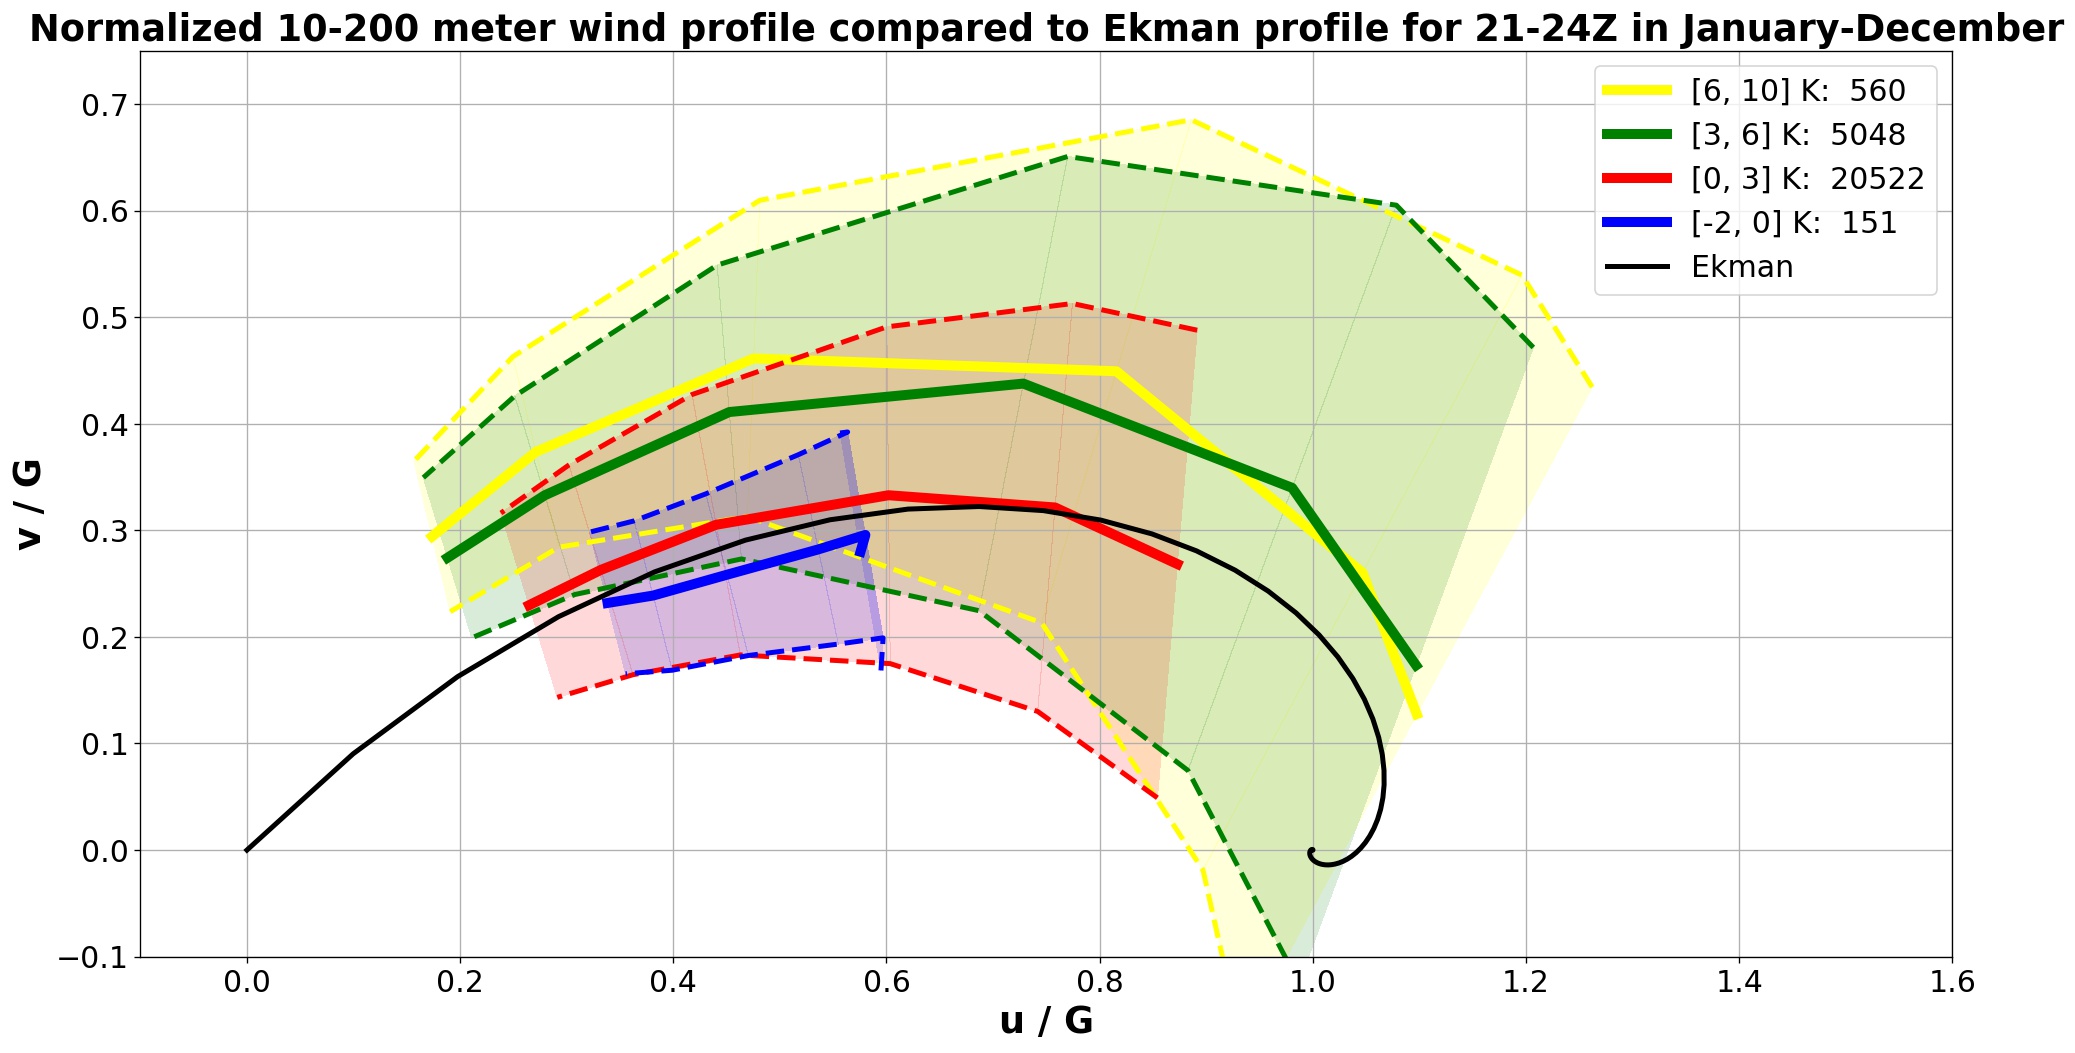 Normalized 10-200 meter wind profile compared to Ekman profile for 21-24Z in January-December
[6, 10] K:  560
[3, 6] K:  5048
[0, 3] K:  20522
[-2, 0] K:  151
Ekman
v / G
0.7
0.6
0.5
0.4
0.3
0.2
0.1
0.0
−0.1
0.0 0.2 0.4 0.6 0.8 1.0 1.2 1.4 1.6
u / G